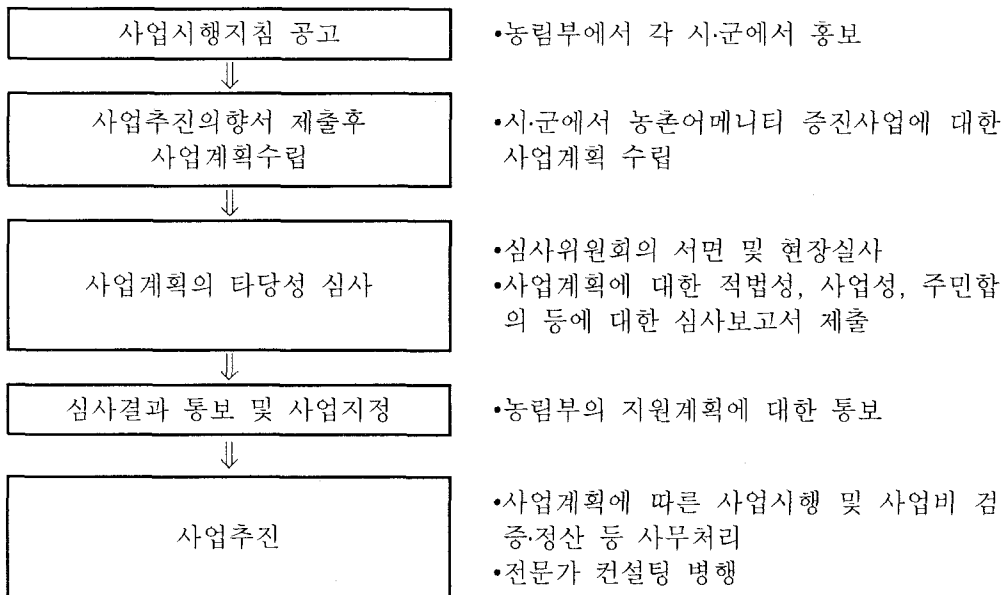 사업시행지침 공고
•농림부에서 각 시·군에서 홍보
⇓
사업추진의향서 제출후
사업계획수립
•시·군에서 농촌어메니티 증진사업에 대한
사업계획 수립
⇓
사업계획의 타당성 심사
•심사위원회의 서면 및 현장실사
•사업계획에 대한 적법성, 사업성, 주민합
의 등에 대한 심사보고서 제출
⇓
심사결과 통보 및 사업지정
•농림부의 지원계획에 대한 통보
⇓
사업추진
•사업계획에 따른 사업시행 및 사업비 검
증·정산 등 사무처리
•전문가 컨설팅 병행